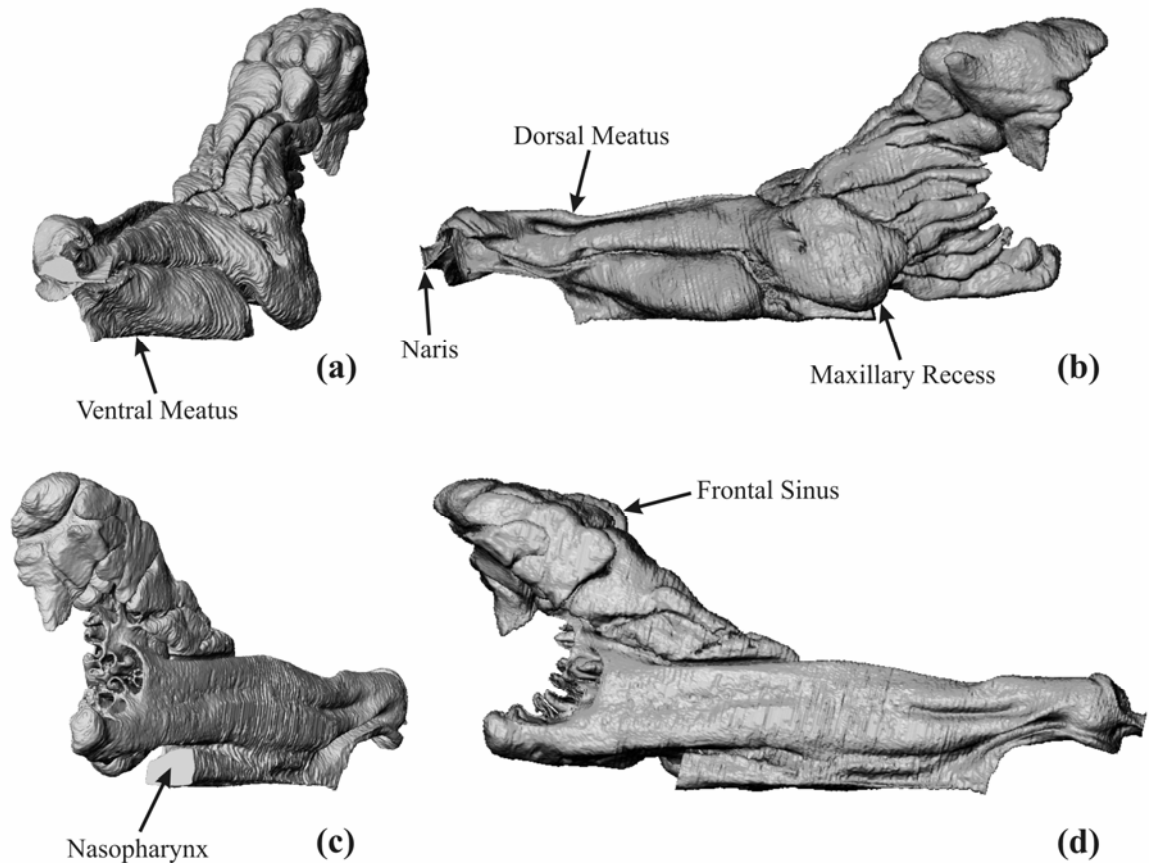 Dorsal Meatus
Naris
Maxillary Recess
(a)
(b)
Ventral Meatus
Frontal Sinus
Nasopharynx
(c)
(d)